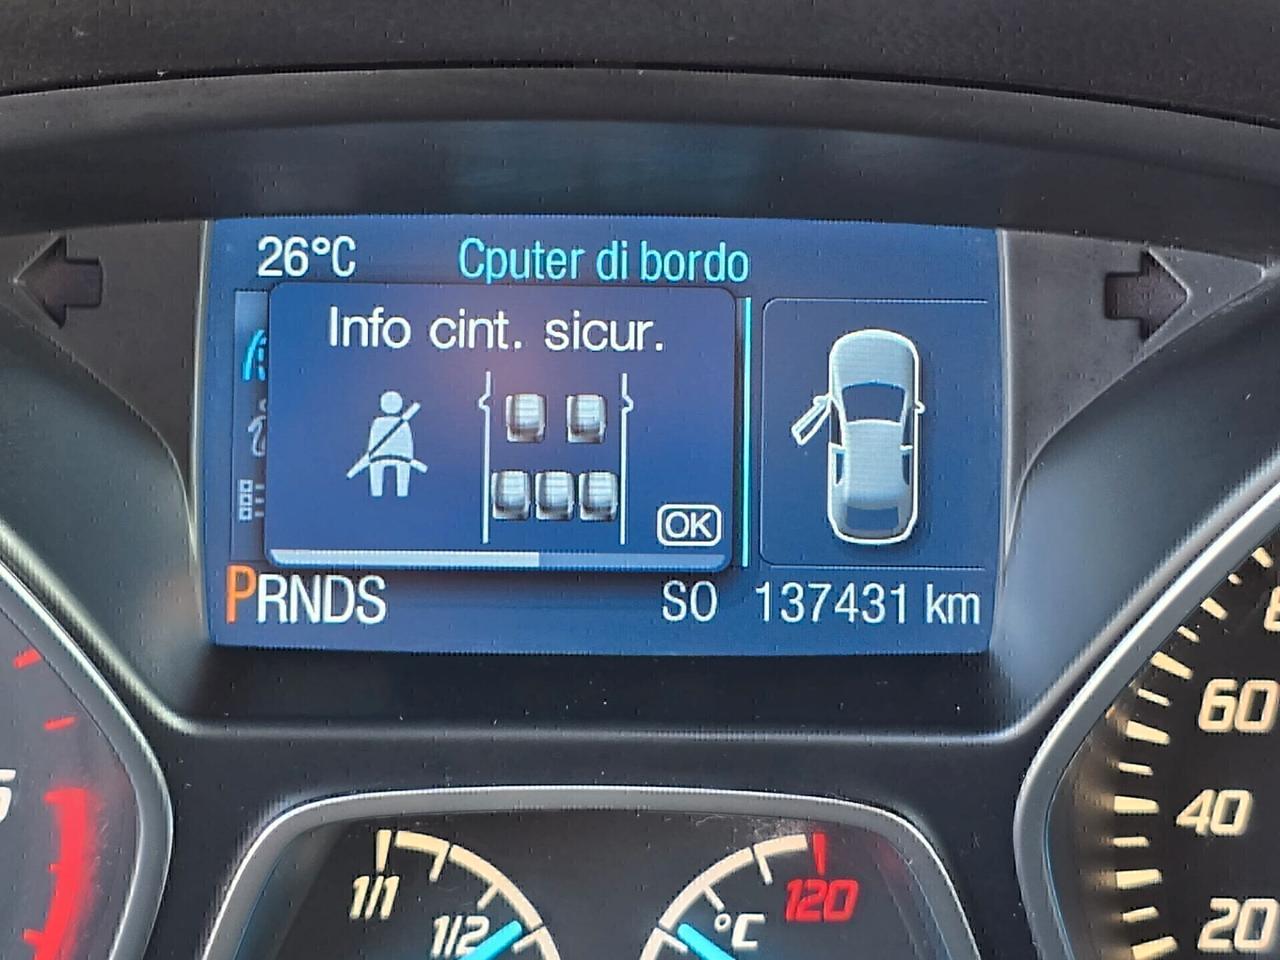 26°C Cputer di bordo
Info cint. sicur.
OK
PRNDS SO 137431 km
60
40
20
1/1
1/2
120
°C